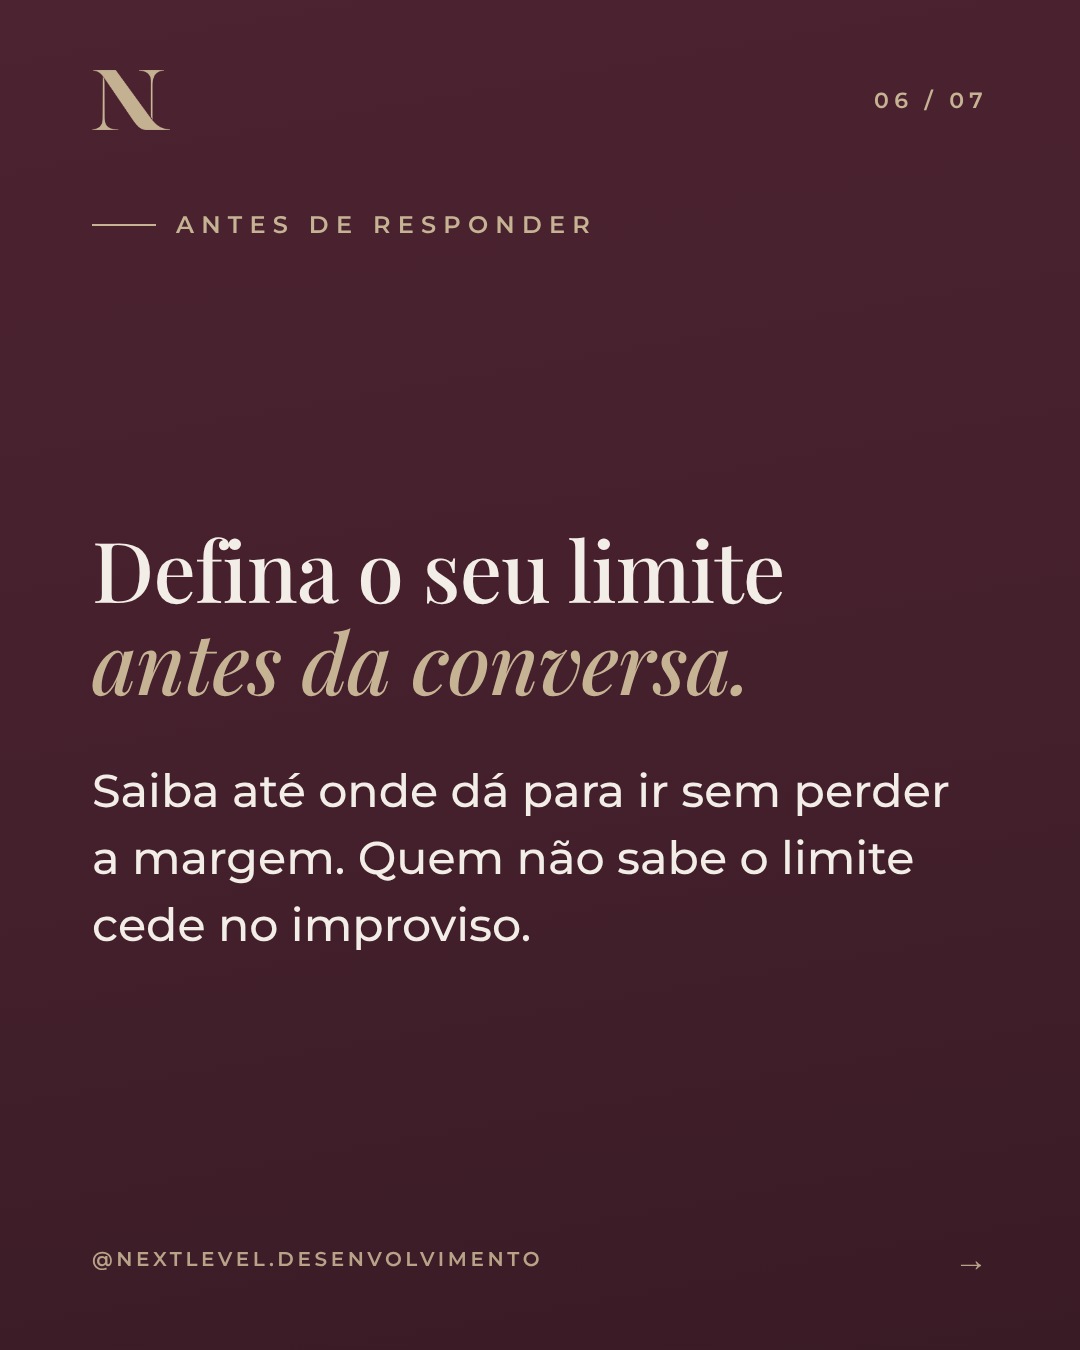 N
06 / 07
ANTES DE RESPONDER
Defina o seu limite
antes da conversa.
Saiba até onde dá para ir sem perder
a margem. Quem não sabe o limite
cede no improviso.
@NEXTLEVEL.DESENVOLVIMENTO
→